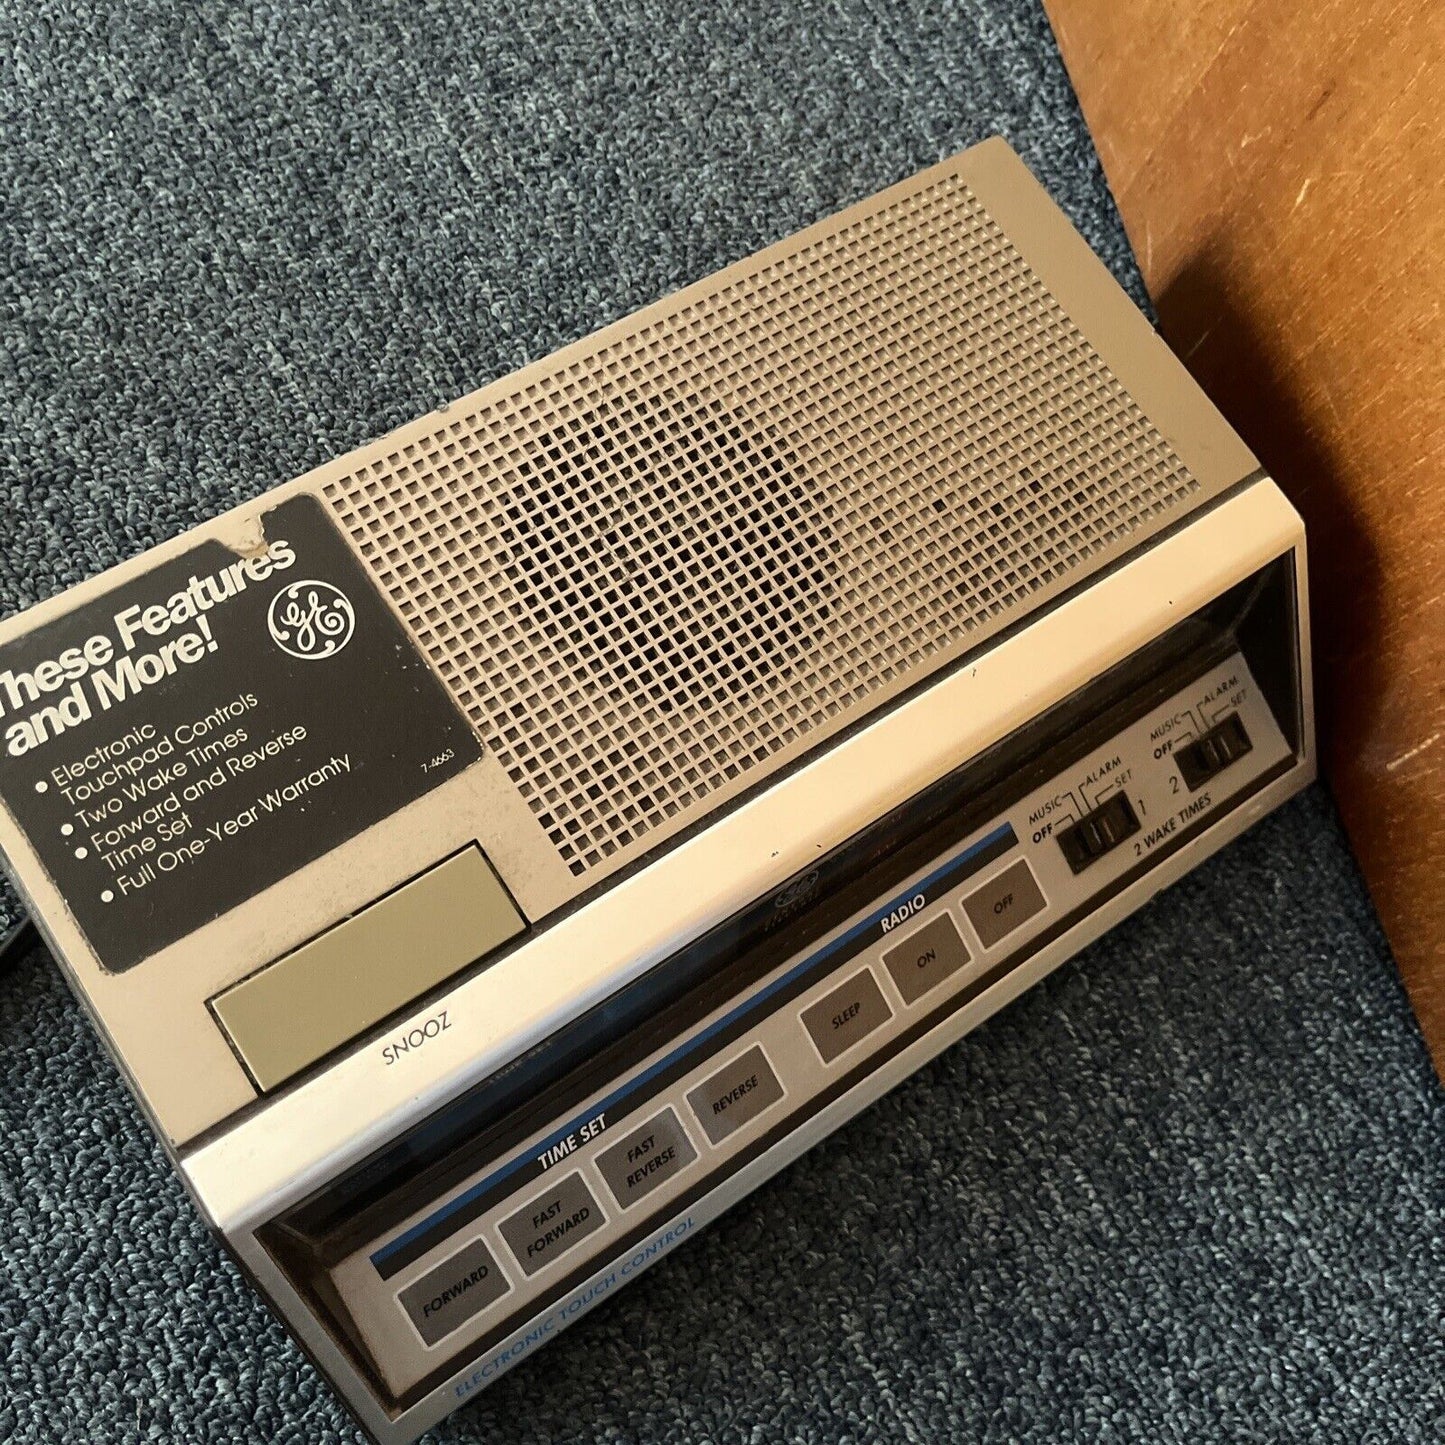 These Features
and More!
GE
• Electronic
Touchpad Controls
• Two Wake Times
• Forward and Reverse
Time Set
• Full One-Year Warranty
7-4663
SNOOZ
MUSIC
ALARM
OFF
SET
1
MUSIC
ALARM
OFF
SET
2
2 WAKE TIMES
RADIO
SLEEP
ON
OFF
TIME SET
FORWARD
FAST
FORWARD
FAST
REVERSE
REVERSE
ELECTRONIC TOUCH CONTROL